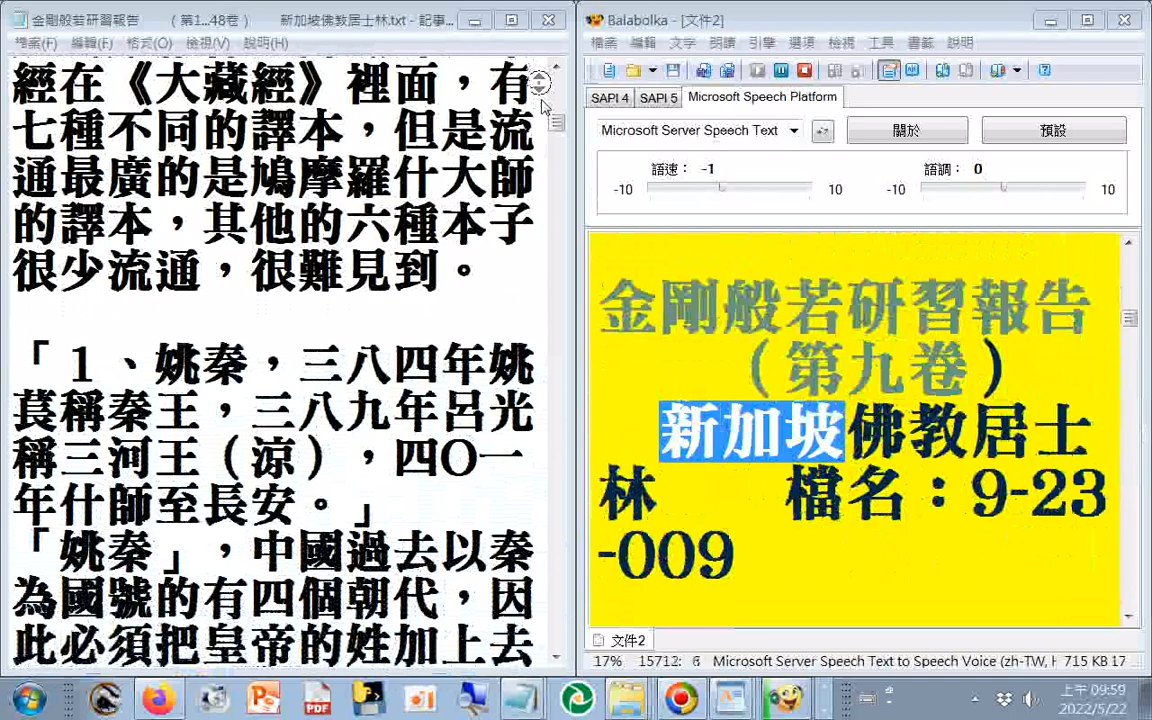 金剛般若研習報告 （第1...48卷） 新加坡佛教居士林.txt - 記事...
檔案(F) 編輯(E) 格式(O) 檢視(V) 說明(H)
經在《大藏經》裡面，有
七種不同的譯本，但是流
通最廣的是鳩摩羅什大師
的譯本，其他的六種本子
很少流通，很難見到。
「１、姚秦，三八四年姚
萇稱秦王，三八九年呂光
稱三河王（涼），四〇一
年什師至長安。」
「姚秦」，中國過去以秦
為國號的有四個朝代，因
此必須把皇帝的姓加上去
Balabolka - [文件2]
檔案 編輯 文字 朗讀 引擎 選項 檢視 工具 書籤 說明
SAPI 4 SAPI 5 Microsoft Speech Platform
Microsoft Server Speech Text 關於 預設
語速： -1 語調： 0
-10 10 -10 10
金剛般若研習報告
（第九卷）
新加坡佛教居士
林 檔名：9-23
-009
文件2
17% 15712: 6 Microsoft Server Speech Text to Speech Voice (zh-TW, H 715 KB 17
PDF
上午 09:59
2022/5/22